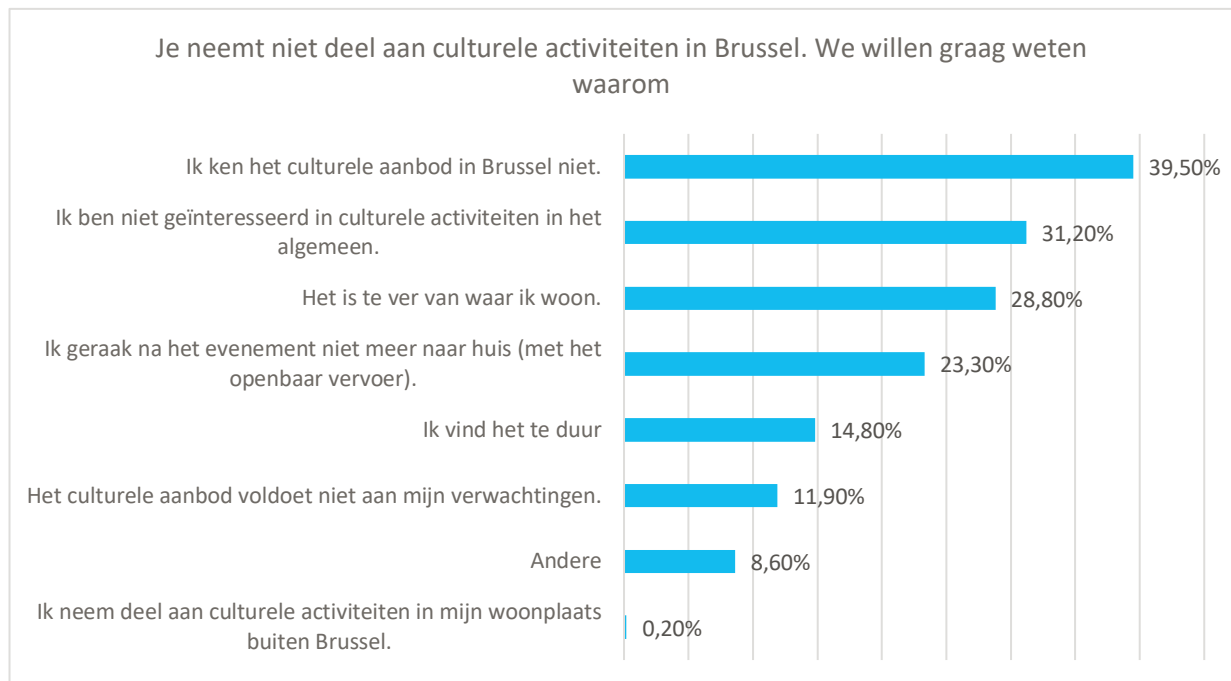 Je neemt niet deel aan culturele activiteiten in Brussel. We willen graag weten
waarom
Ik ken het culturele aanbod in Brussel niet.
39,50%
Ik ben niet geïnteresseerd in culturele activiteiten in het
algemeen.
31,20%
Het is te ver van waar ik woon.
28,80%
Ik geraak na het evenement niet meer naar huis (met het
openbaar vervoer).
23,30%
Ik vind het te duur
14,80%
Het culturele aanbod voldoet niet aan mijn verwachtingen.
11,90%
Andere
8,60%
Ik neem deel aan culturele activiteiten in mijn woonplaats
buiten Brussel.
0,20%